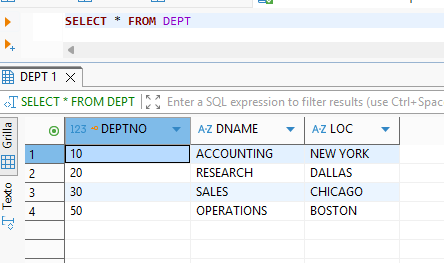 SELECT * FROM DEPT
DEPT 1
SELECT * FROM DEPT Enter a SQL expression to filter results (use Ctrl+Spac
Grilla
Texto
123 DEPTNO A-Z DNAME A-Z LOC
1 10 ACCOUNTING NEW YORK
2 20 RESEARCH DALLAS
3 30 SALES CHICAGO
4 50 OPERATIONS BOSTON